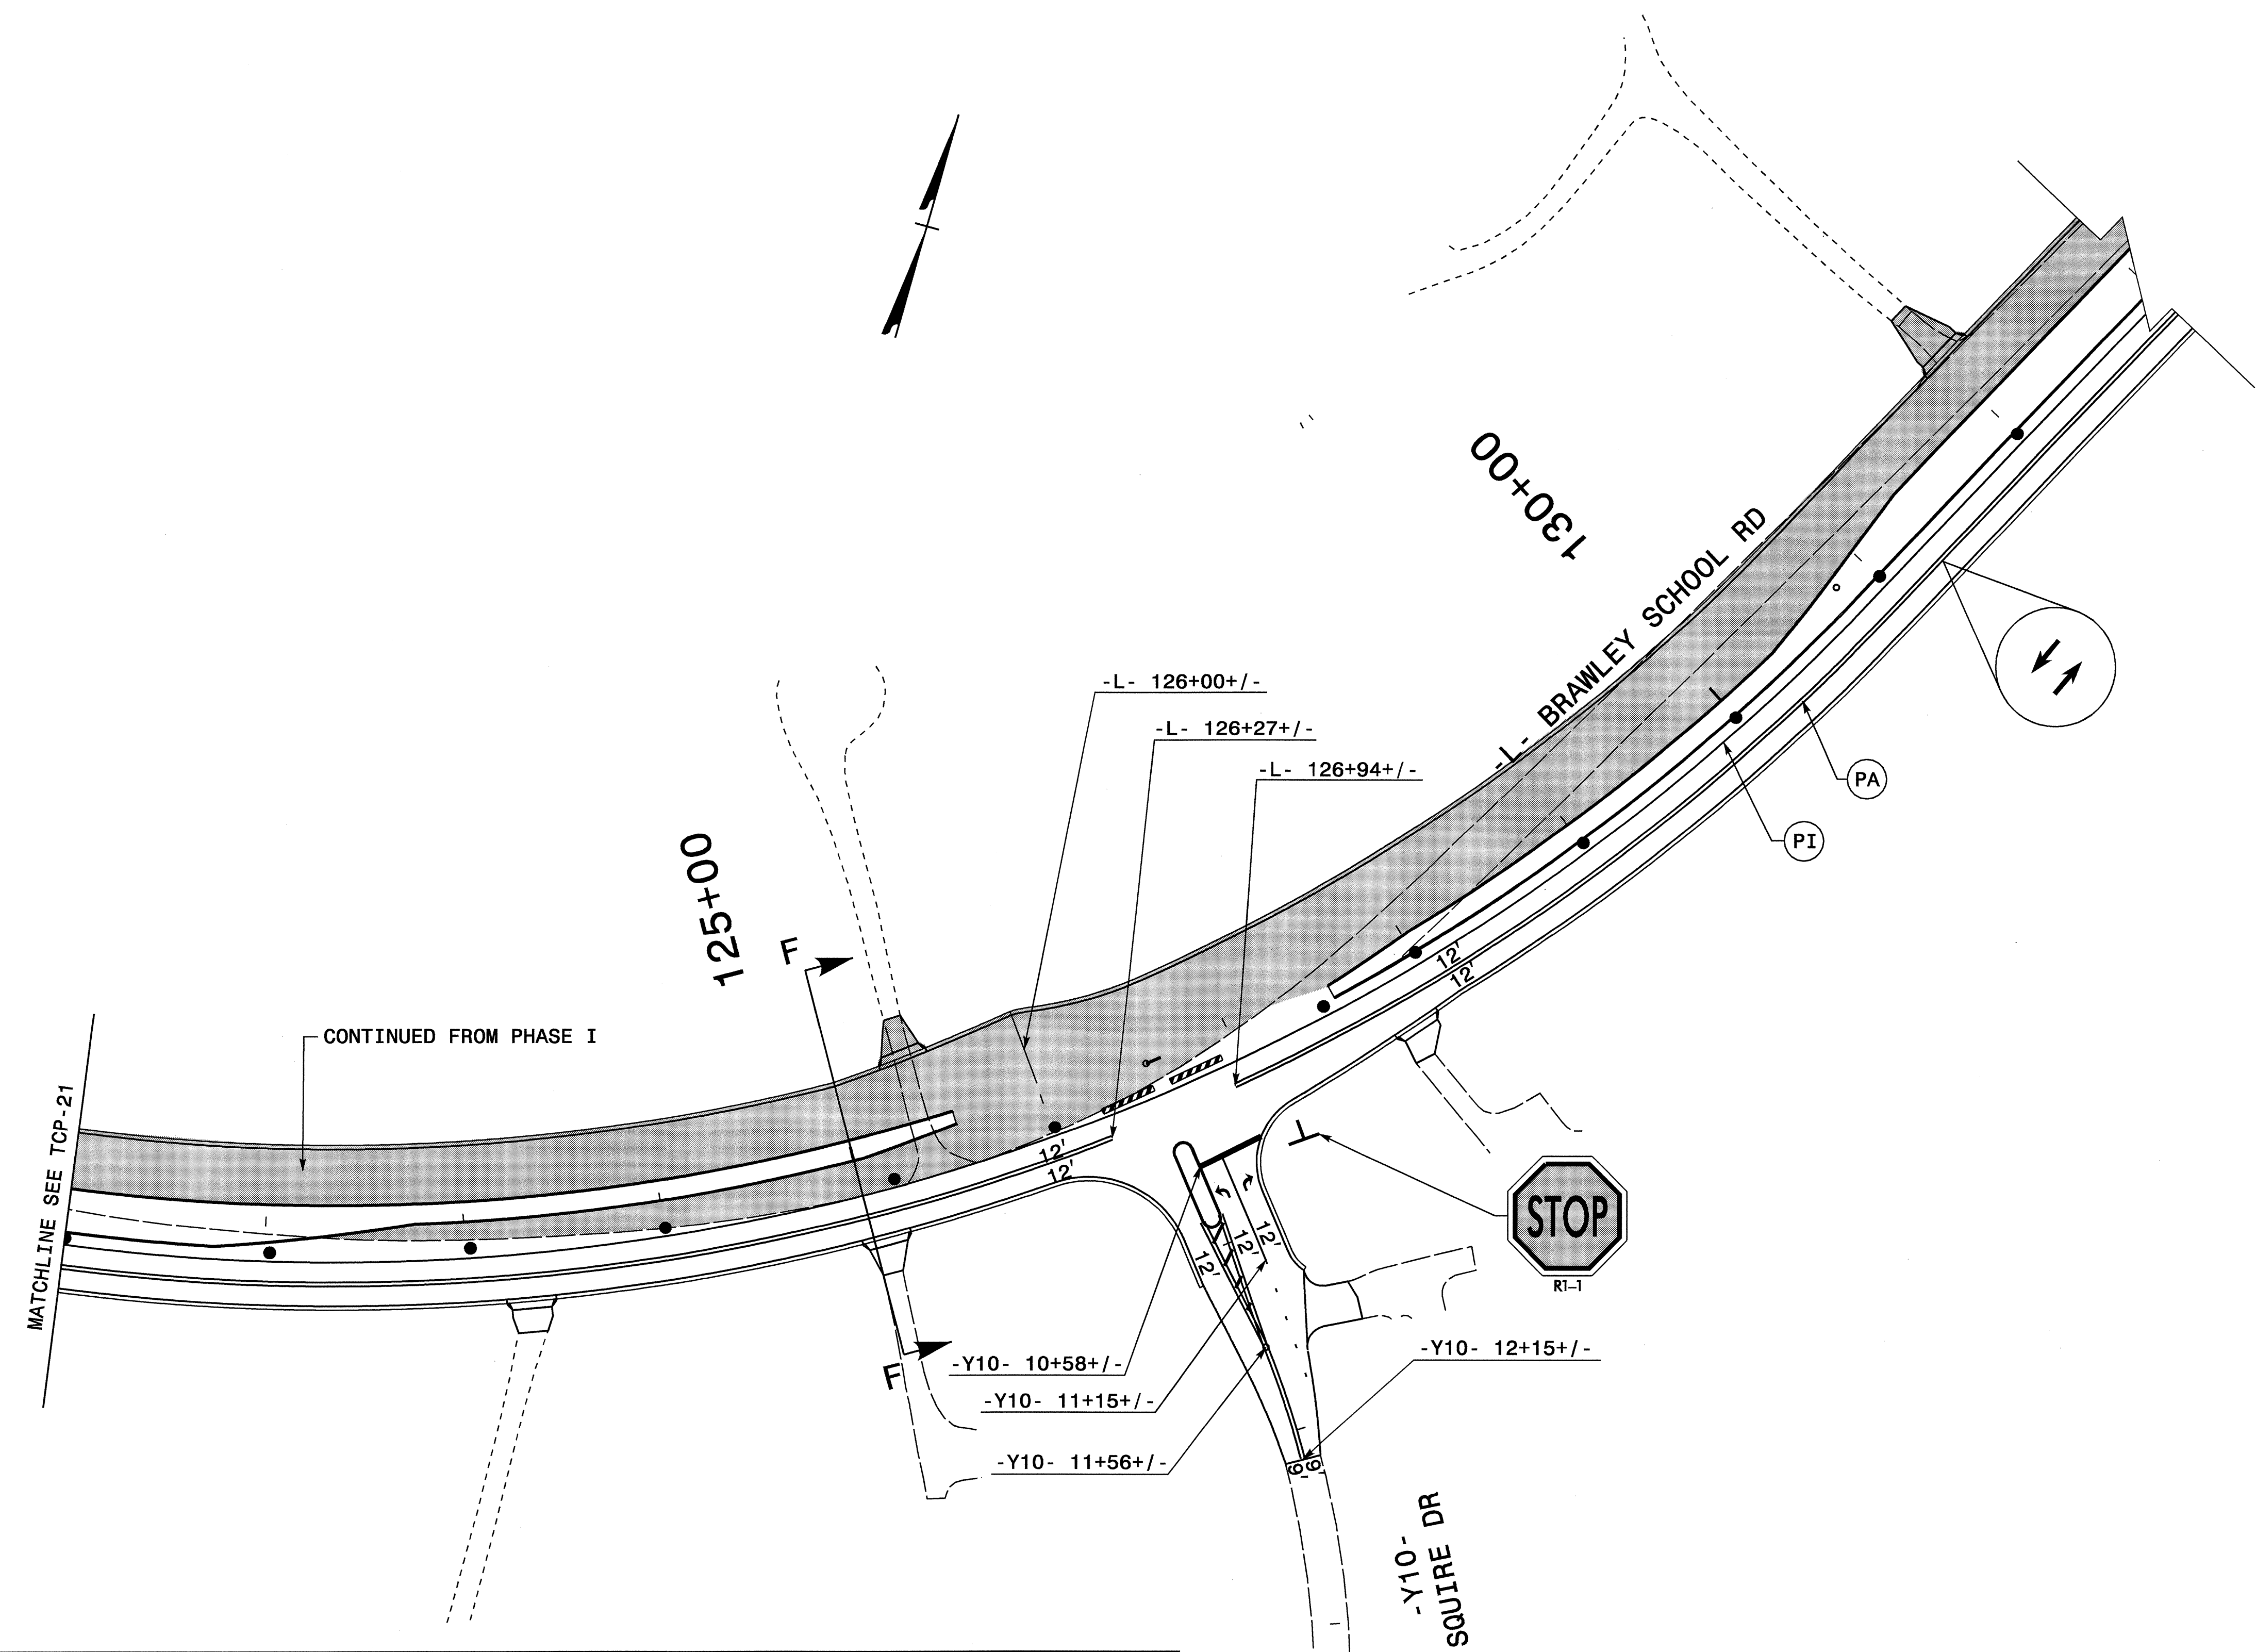 130+00
-L- BRAWLEY SCHOOL RD
-L- 126+00+/-
-L- 126+27+/-
-L- 126+94+/-
PA
PI
125+00
F
12'
12'
CONTINUED FROM PHASE I
MATCHLINE SEE TCP-21
12'
12'
STOP
R1-1
12'
12'
12'
F
-Y10- 10+58+/-
-Y10- 12+15+/-
-Y10- 11+15+/-
-Y10- 11+56+/-
9'
9'
-Y10-
SQUIRE DR